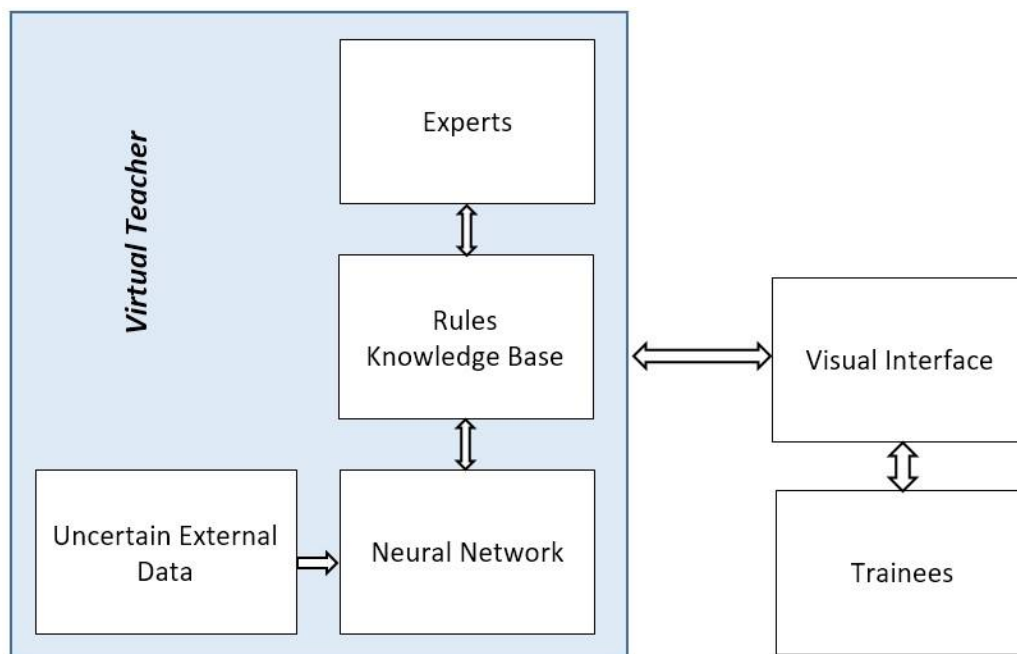 Virtual Teacher
Experts
Rules
Knowledge Base
Visual Interface
Uncertain External
Data
Neural Network
Trainees